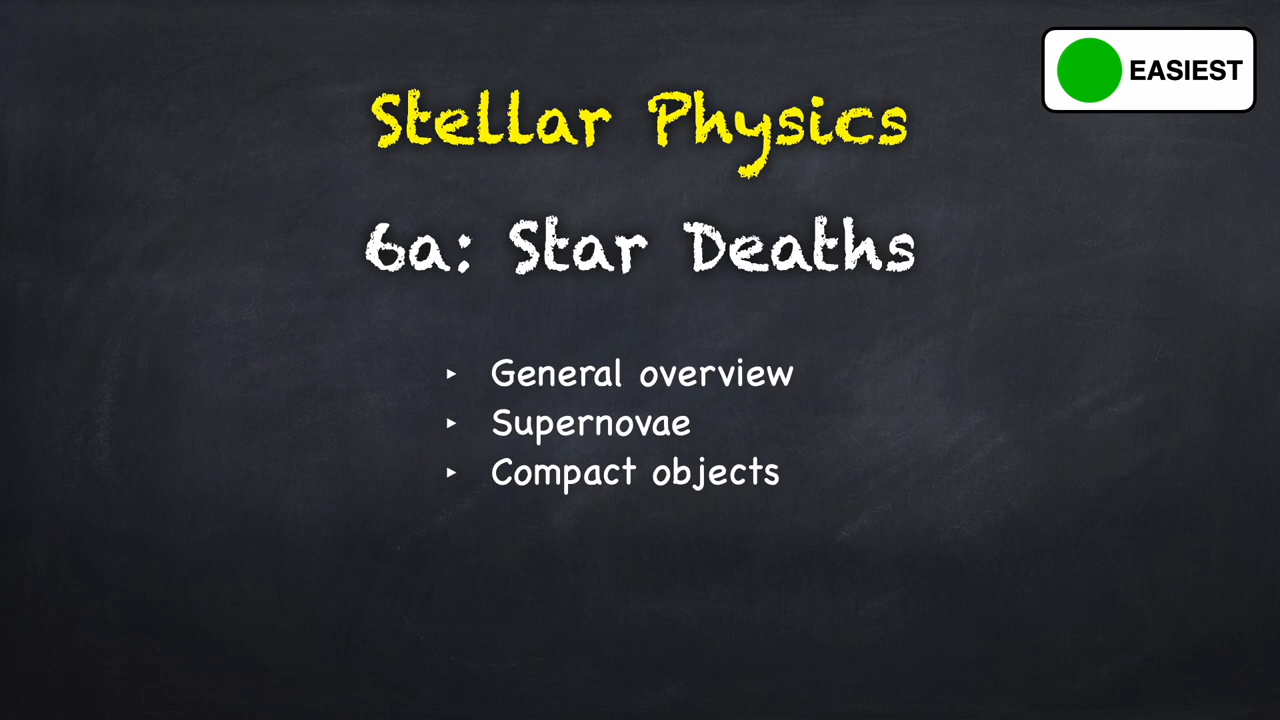 EASIEST
Stellar Physics
6a: Star Deaths
‣ General overview
‣ Supernovae
‣ Compact objects